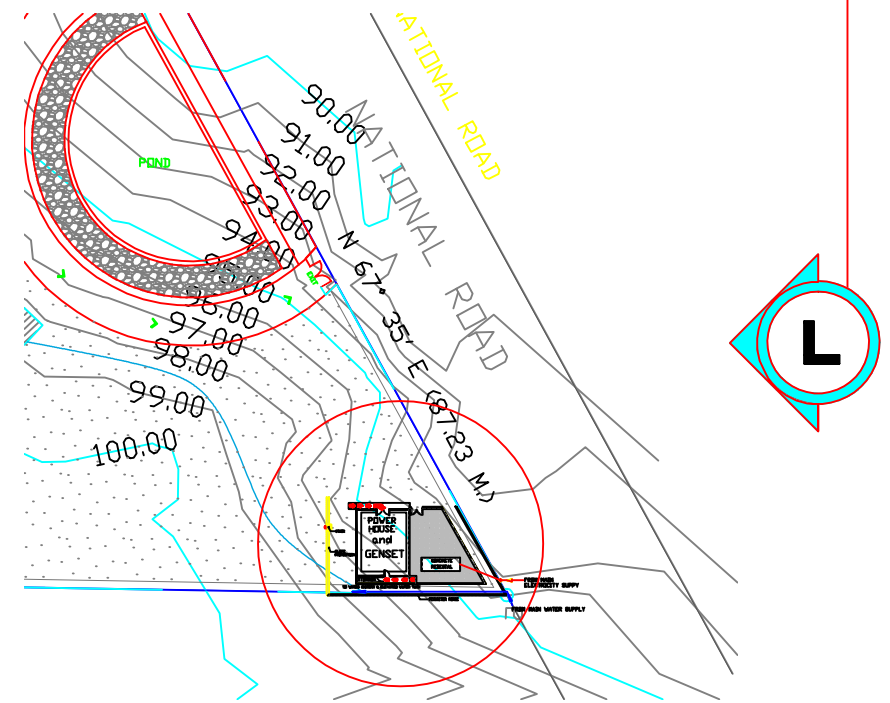 NATIONAL ROAD
NATIONAL ROAD
90.00
91.00
92.00
93.00
94.00
95.00
96.00
97.00
98.00
99.00
100.00
POND
EXIT
N 67° 35' E (87.23 M.)
L
POWER
HOUSE
and
GENSET
FROM MAIN
ELECTRICITY SUPPY
FROM MAIN WATER SUPPLY